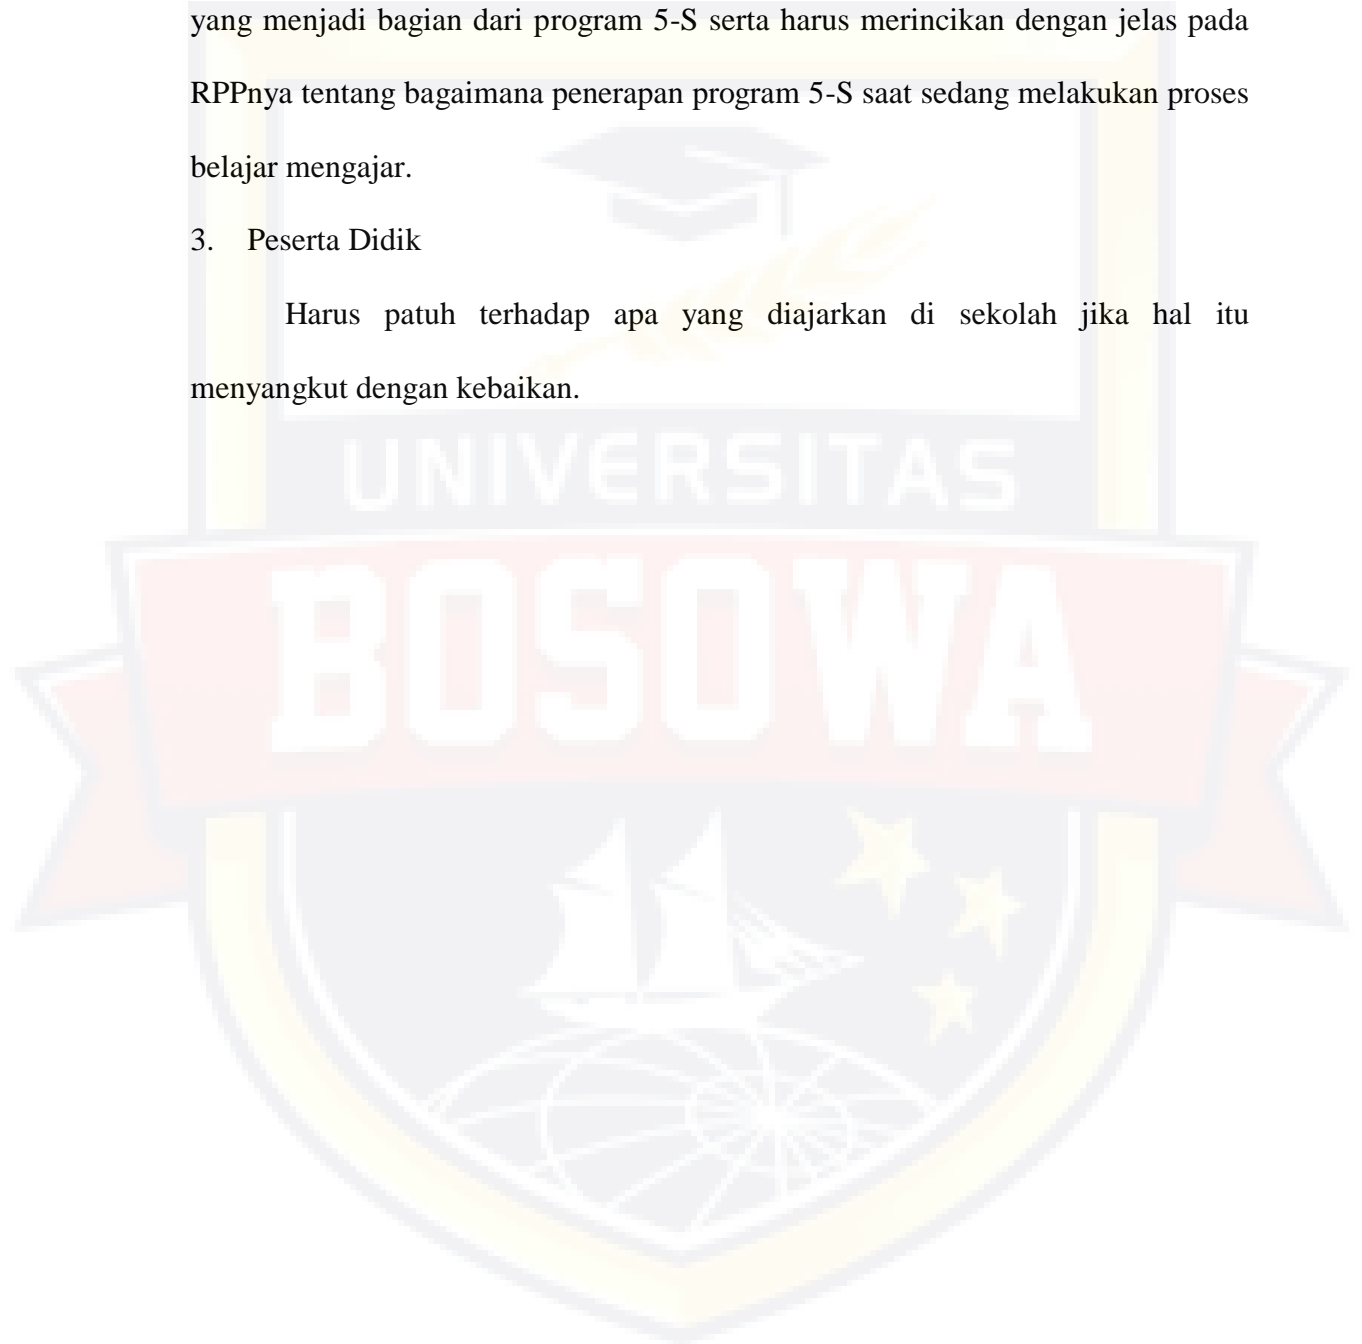 yang menjadi bagian dari program 5-S serta harus merincikan dengan jelas pada
RPPnya tentang bagaimana penerapan program 5-S saat sedang melakukan proses
belajar mengajar.
3. Peserta Didik
Harus patuh terhadap apa yang diajarkan di sekolah jika hal itu
menyangkut dengan kebaikan.
UNIVERSITAS
BOSOWA